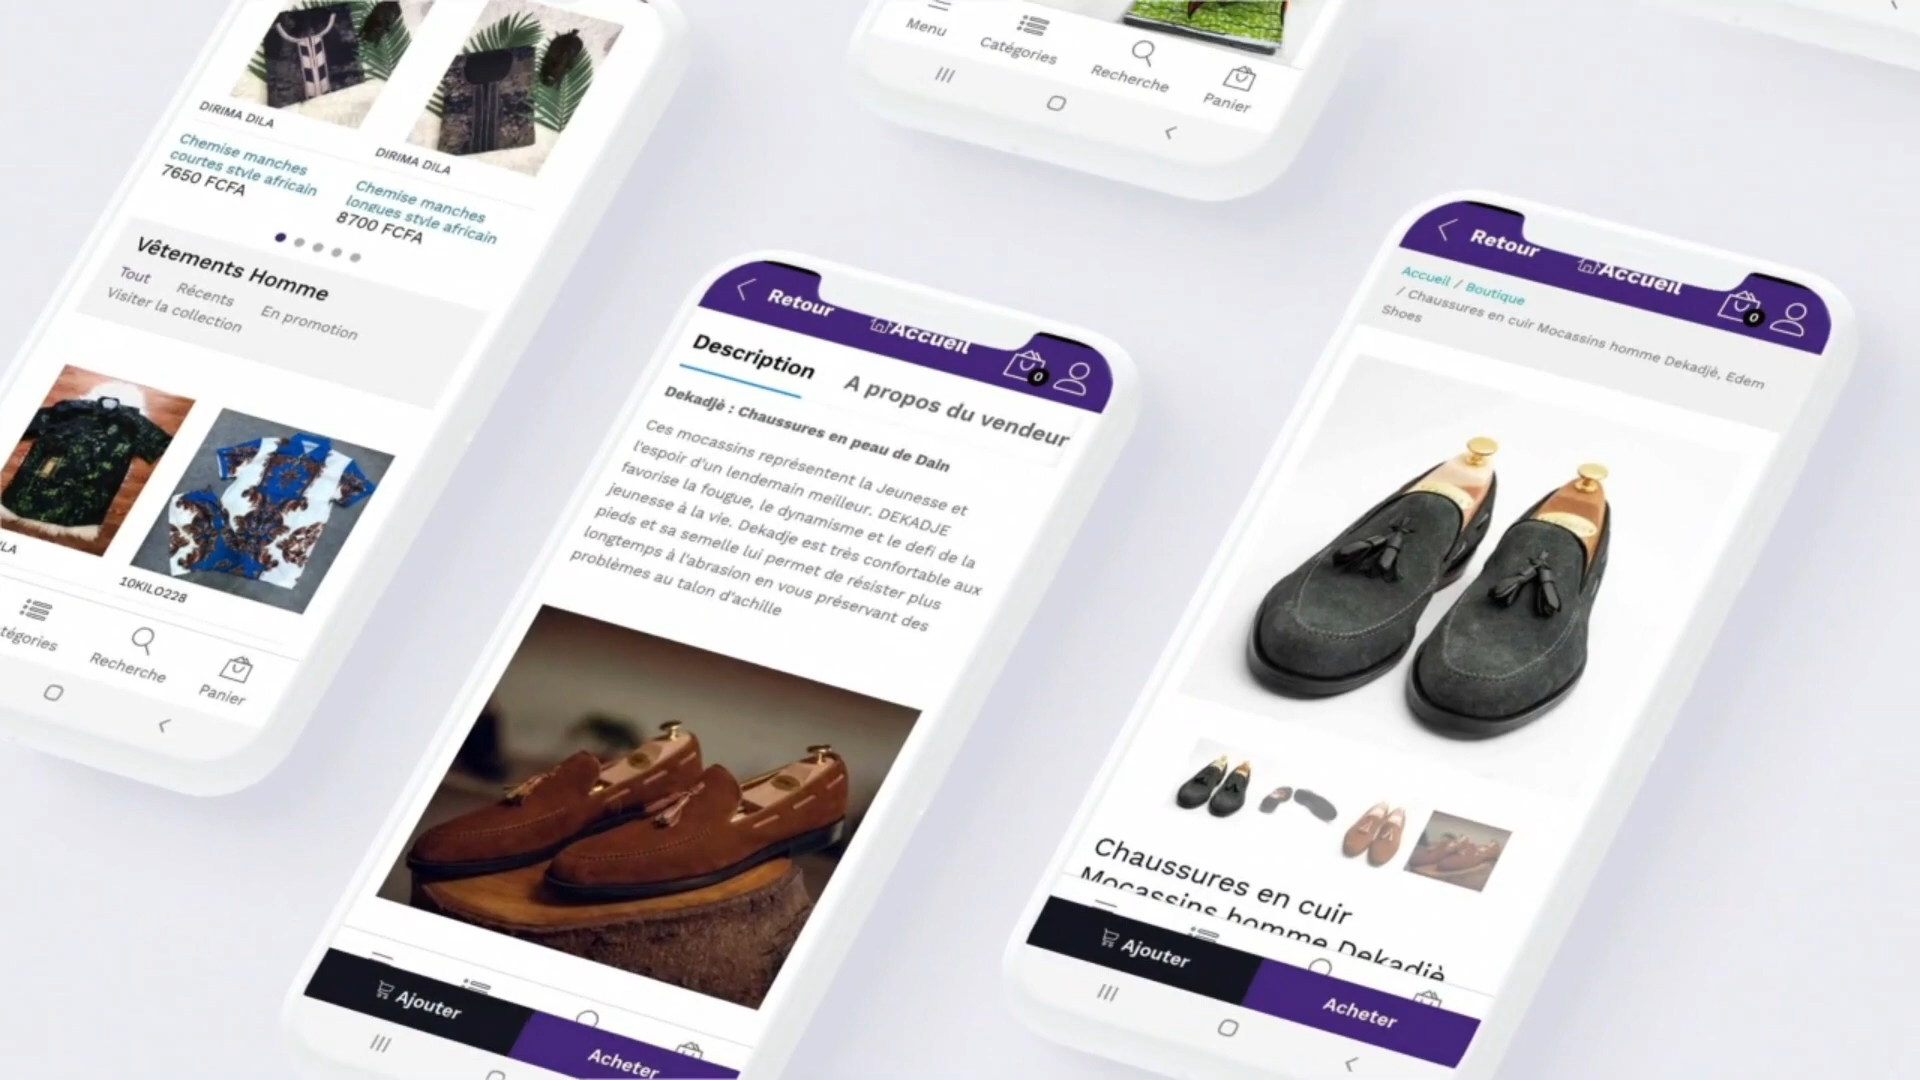 DIRIMA DILA
Chemise manches
courtes style africain
7650 FCFA
DIRIMA DILA
Chemise manches
longues style africain
8700 FCFA
Vêtements Homme
Tout Récents En promotion
Visiter la collection
10KILO228
Recherche
Panier
Menu
Catégories
Recherche
Panier
Retour
Accueil
0
Description
A propos du vendeur
Dekadjè : Chaussures en peau de Dain
Ces mocassins représentent la Jeunesse et
l'espoir d'un lendemain meilleur. DEKADJE
favorise la fougue, le dynamisme et le defi de la
jeunesse à la vie. Dekadje est très confortable aux
pieds et sa semelle lui permet de résister plus
longtemps à l'abrasion en vous préservant des
problèmes au talon d'achille
Ajouter
Acheter
Retour
Accueil
0
Accueil / Boutique
/ Chaussures en cuir Mocassins homme Dekadjè, Edem
Shoes
Chaussures en cuir
Mocassins homme Dekadjè
Ajouter
Acheter